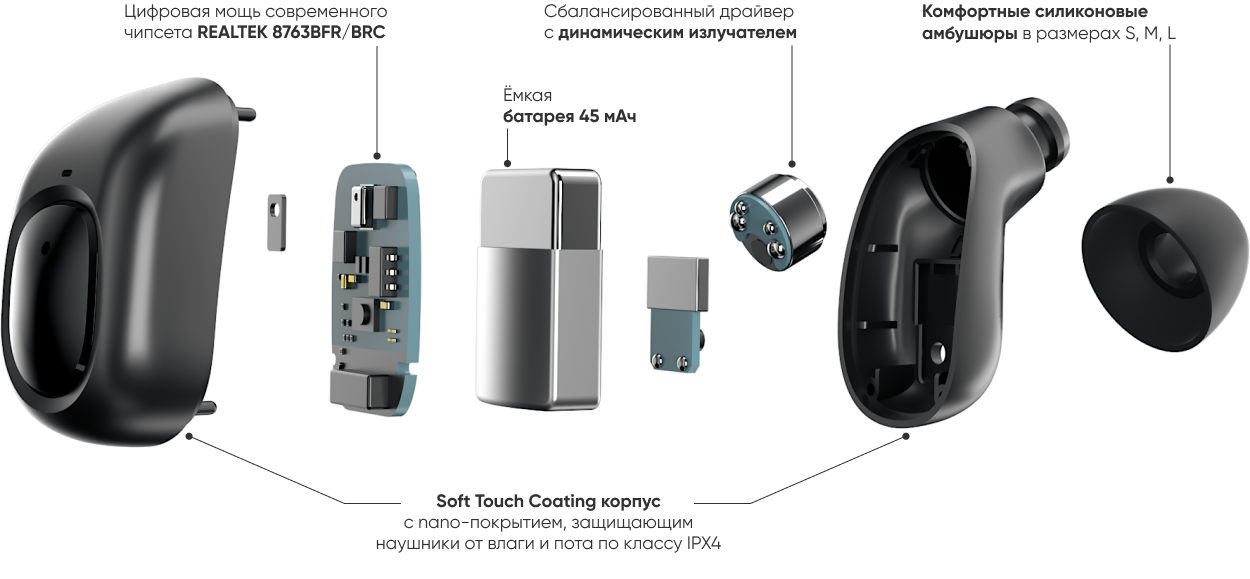 Цифровая мощь современного
чипсета REALTEK 8763BFR/BRC
Сбалансированный драйвер
с динамическим излучателем
Комфортные силиконовые
амбушюры в размерах S, M, L
Ёмкая
батарея 45 мАч
Soft Touch Coating корпус
с nano-покрытием, защищающим
наушники от влаги и пота по классу IPX4